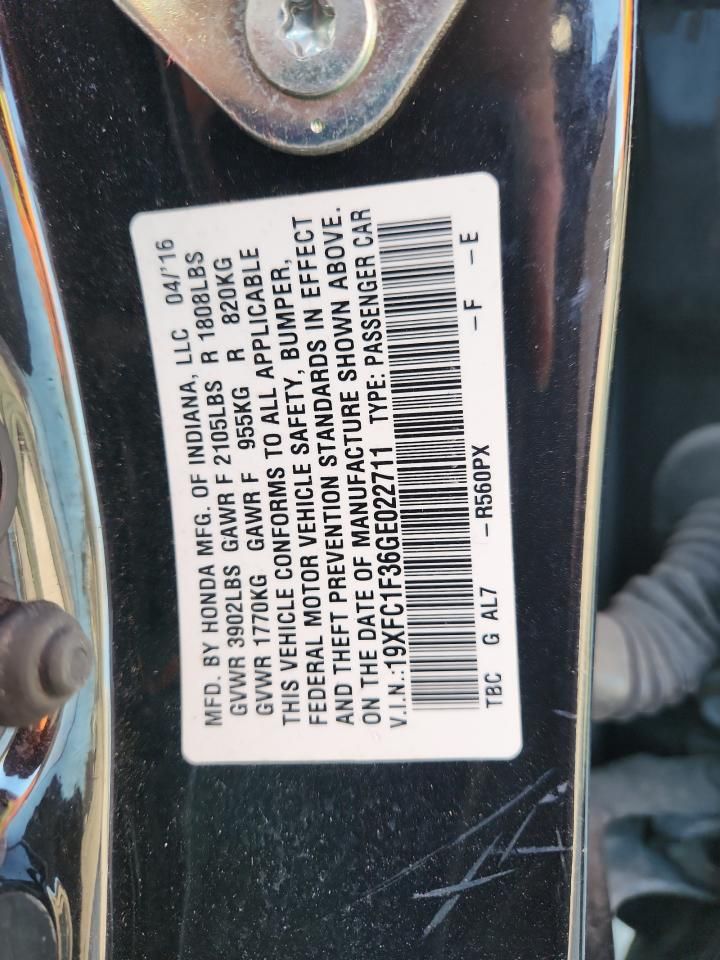 MFD. BY HONDA MFG. OF INDIANA, LLC 04/'16
GVWR 3902LBS GAWR F 2105LBS R 1808LBS
GVWR 1770KG GAWR F 955KG R 820KG
THIS VEHICLE CONFORMS TO ALL APPLICABLE
FEDERAL MOTOR VEHICLE SAFETY, BUMPER,
AND THEFT PREVENTION STANDARDS IN EFFECT
ON THE DATE OF MANUFACTURE SHOWN ABOVE.
V.I.N.:19XFC1F36GE022711 TYPE: PASSENGER CAR
TBC G AL7 -R560PX -F -E